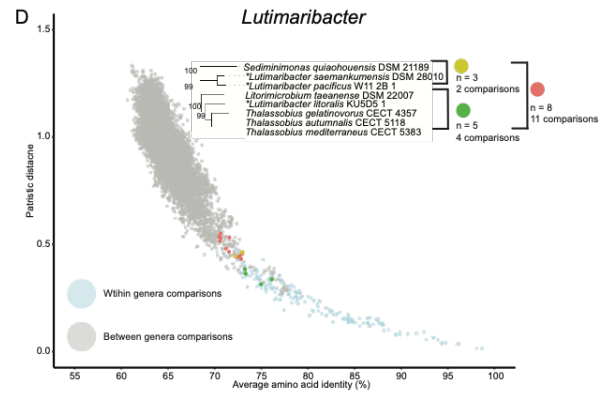 D
Lutimaribacter
1.5
1.0
0.5
0.0
Patristic distacne
100
99
100
99
Sediminimonas quiaohouensis DSM 21189
*Lutimaribacter saemankumensis DSM 28010
*Lutimaribacter pacificus W11 2B 1
Litorimicrobium taeanense DSM 22007
*Lutimaribacter litoralis KU5D5 1
Thalassobius gelatinovorus CECT 4357
Thalassobius autumnalis CECT 5118
Thalassobius mediterraneus CECT 5383
n = 3
2 comparisons
n = 5
4 comparisons
n = 8
11 comparisons
Wtihin genera comparisons
Between genera comparisons
55 60 65 70 75 80 85 90 95 100
Average amino acid identity (%)